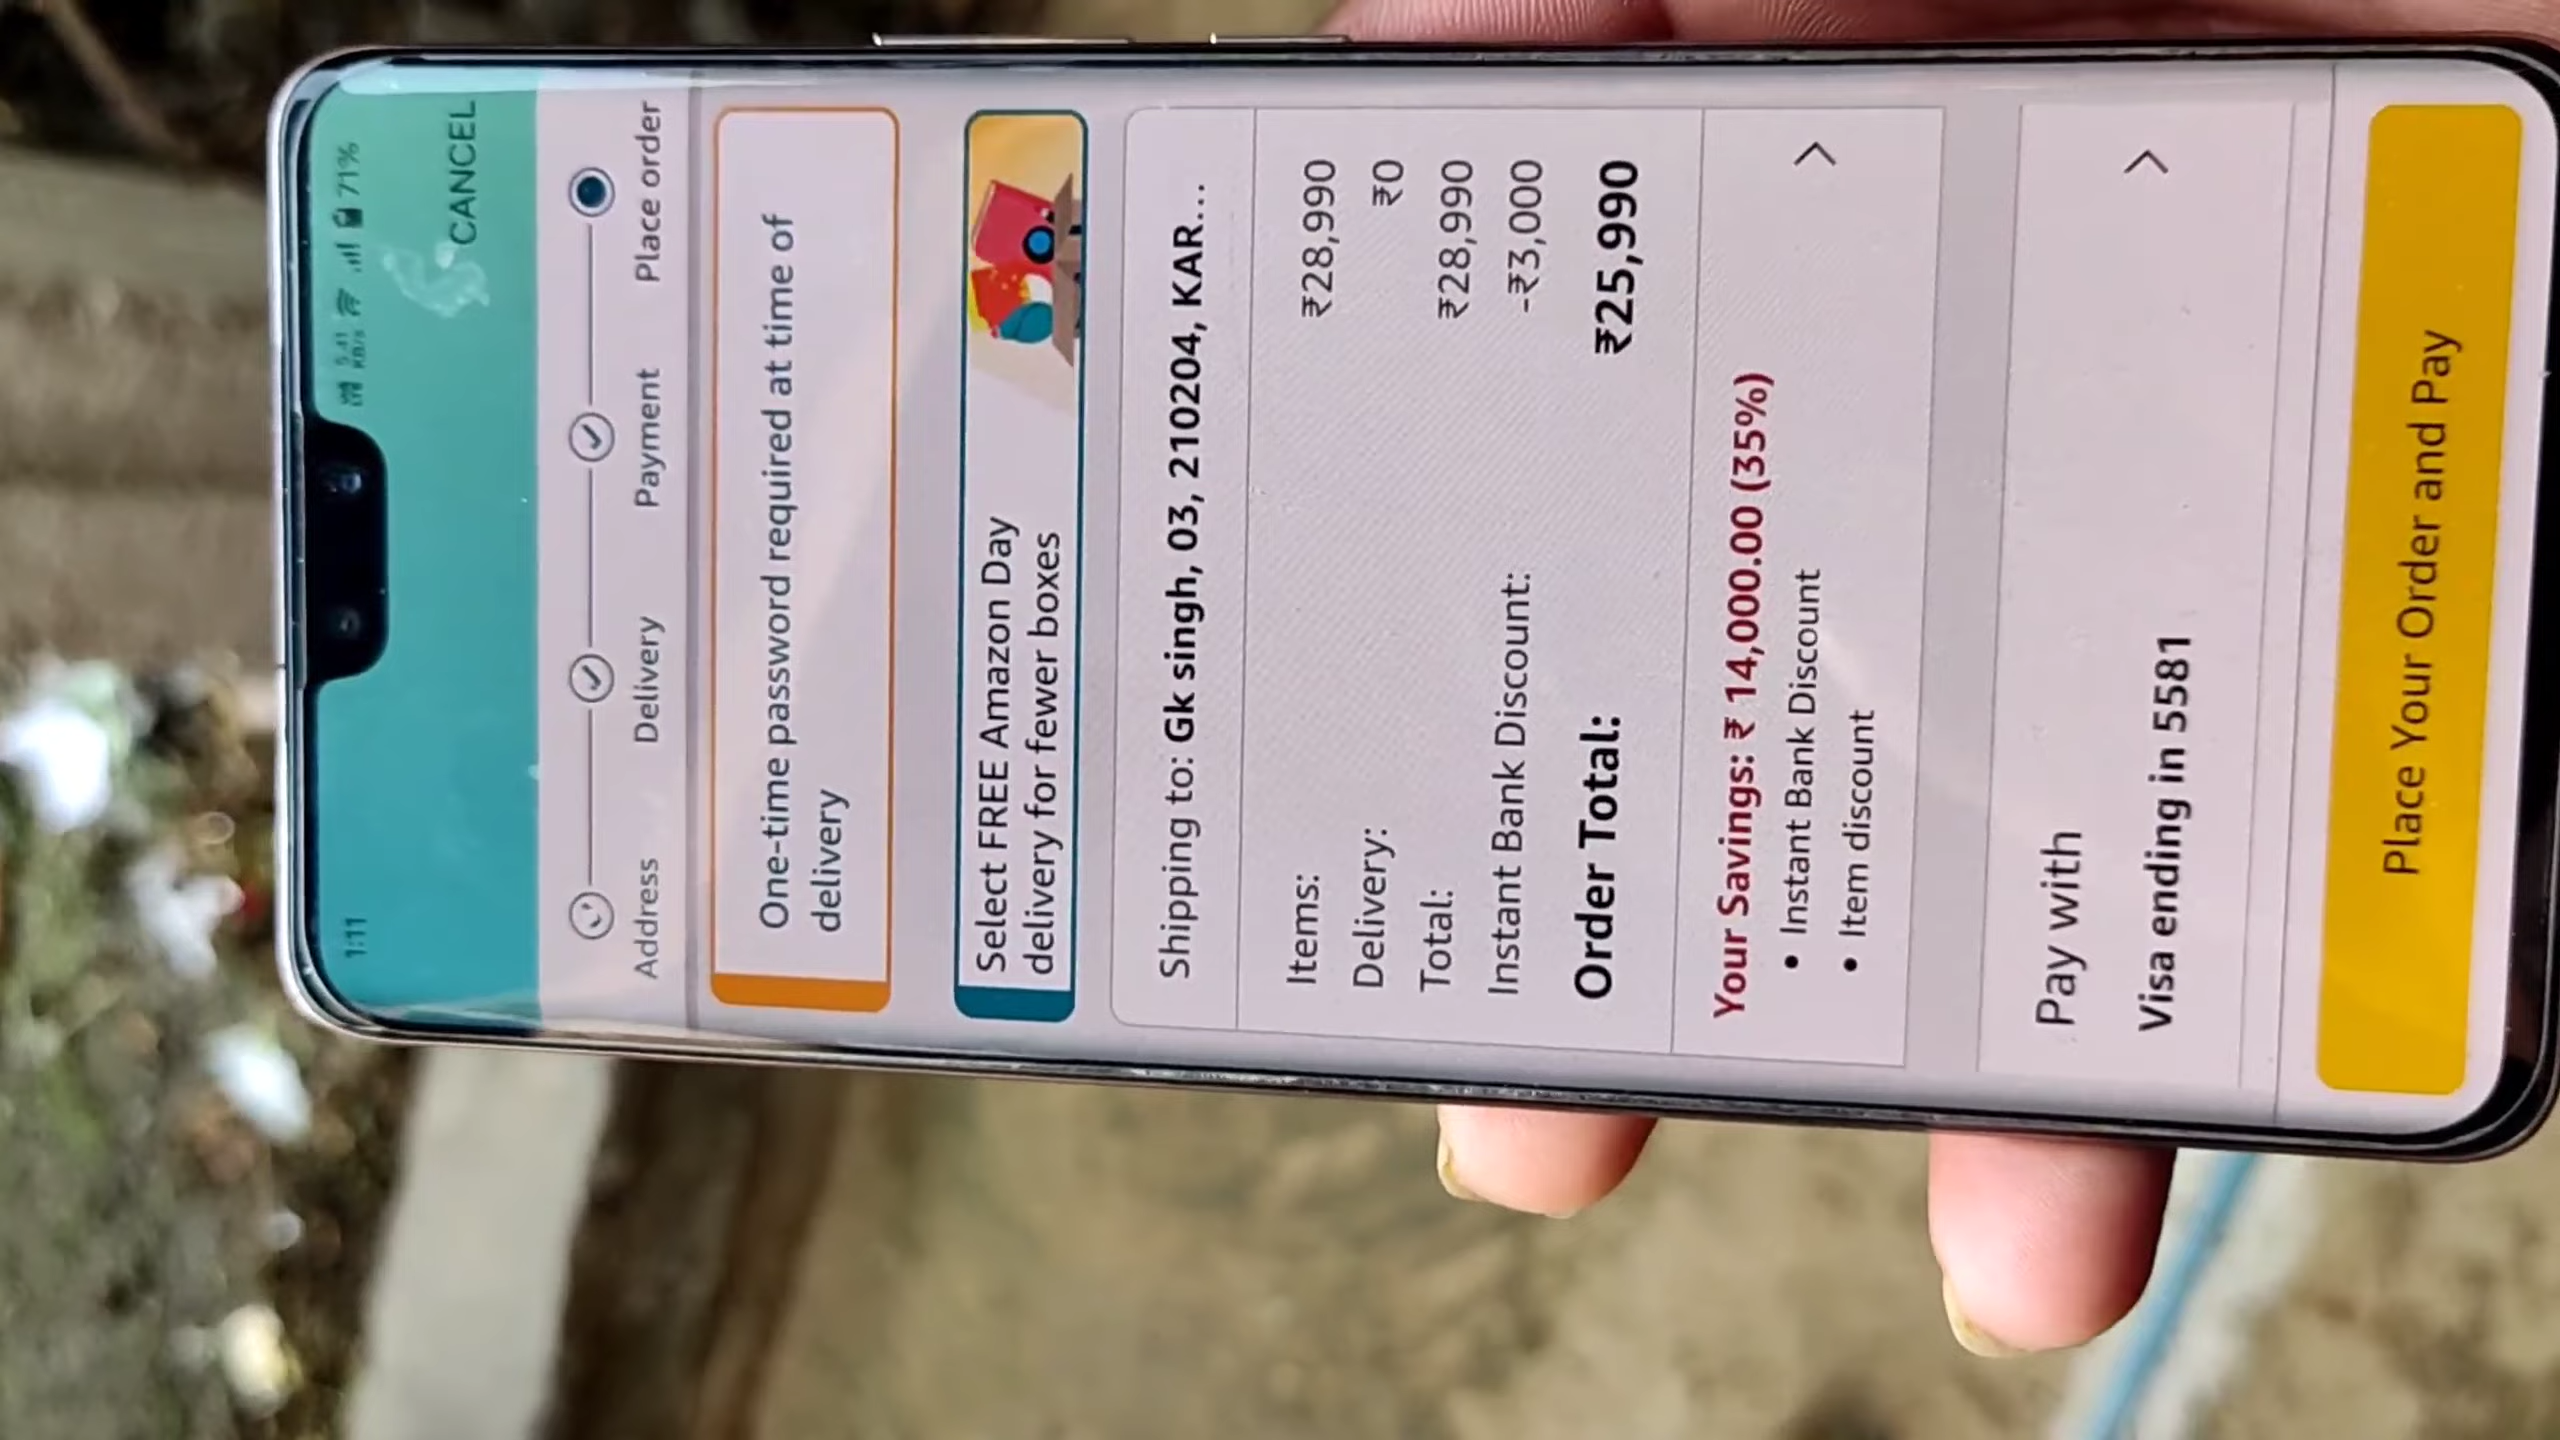 1:11
5.41
KB/s
71%
CANCEL
Address Delivery Payment Place order
One-time password required at time of
delivery
Select FREE Amazon Day
delivery for fewer boxes
Shipping to: Gk singh, 03, 210204, KAR...
Items: ₹28,990
Delivery: ₹0
Total: ₹28,990
Instant Bank Discount: -₹3,000
Order Total: ₹25,990
Your Savings: ₹ 14,000.00 (35%)
• Instant Bank Discount
• Item discount
Pay with
Visa ending in 5581
Place Your Order and Pay